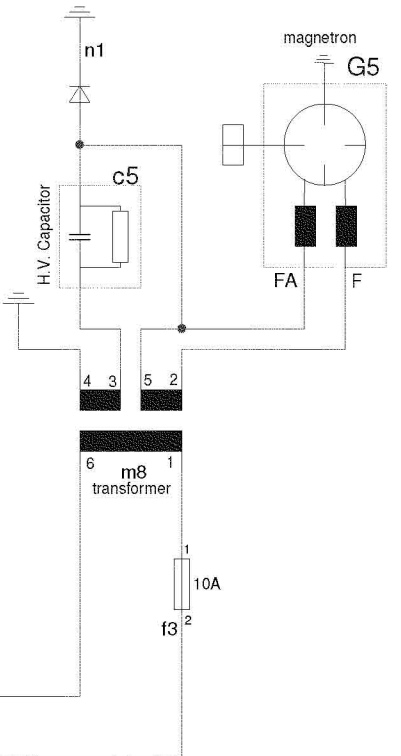 magnetron
n1
G5
c5
H.V. Capacitor
FA
F
4
3
5
2
6
1
m8
transformer
1
10A
f3
2